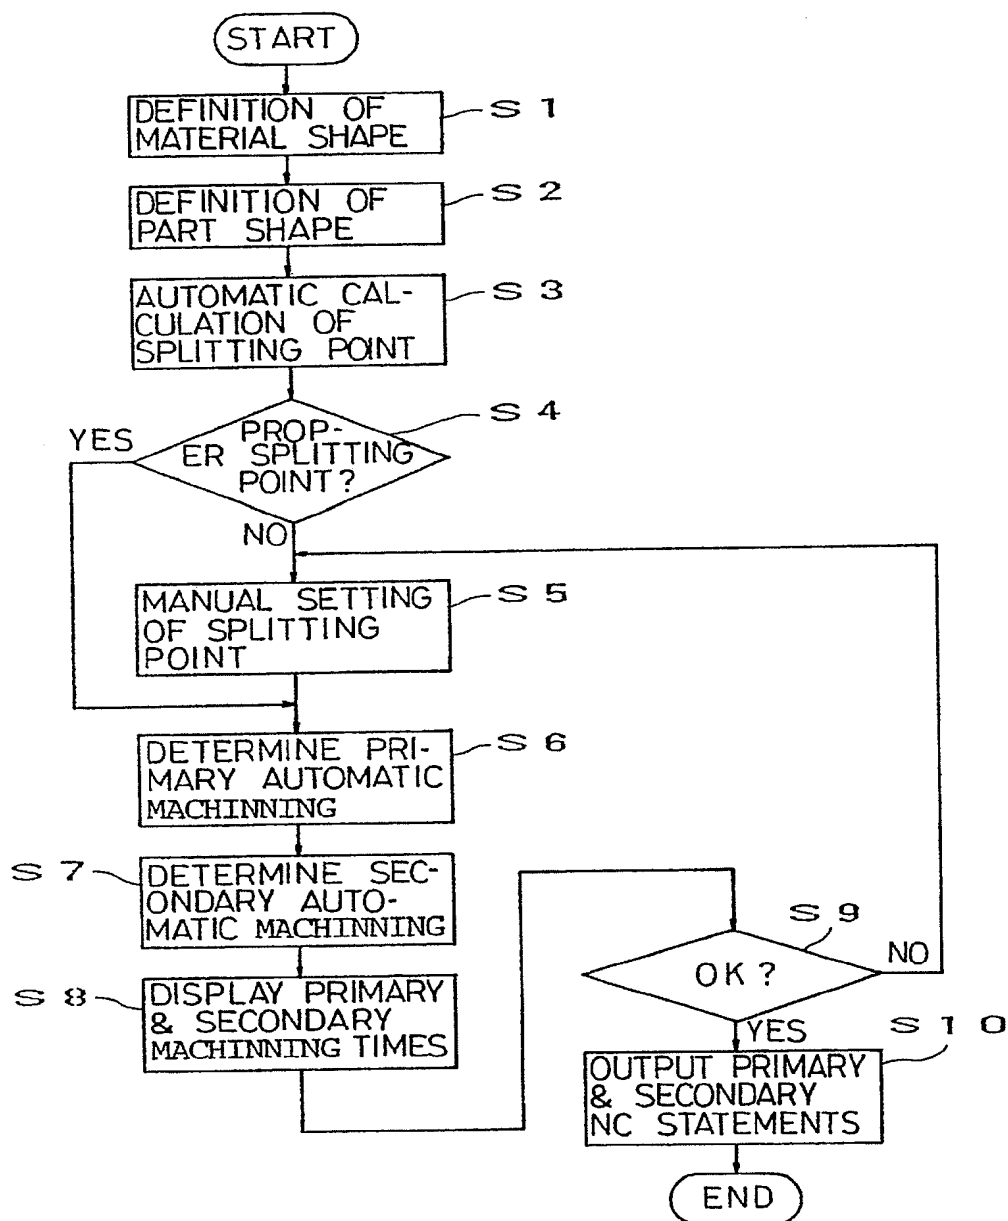 START
DEFINITION OF
MATERIAL SHAPE
S 1
DEFINITION OF
PART SHAPE
S 2
AUTOMATIC CAL-
CULATION OF
SPLITTING POINT
S 3
PROP-
ER SPLITTING
POINT?
S 4
YES
NO
MANUAL SETTING
OF SPLITTING
POINT
S 5
DETERMINE PRI-
MARY AUTOMATIC
MACHINNING
S 6
S 7
DETERMINE SEC-
ONDARY AUTO-
MATIC MACHINNING
S 8
DISPLAY PRIMARY
& SECONDARY
MACHINNING TIMES
S 9
OK?
NO
YES
S 10
OUTPUT PRIMARY
& SECONDARY
NC STATEMENTS
END